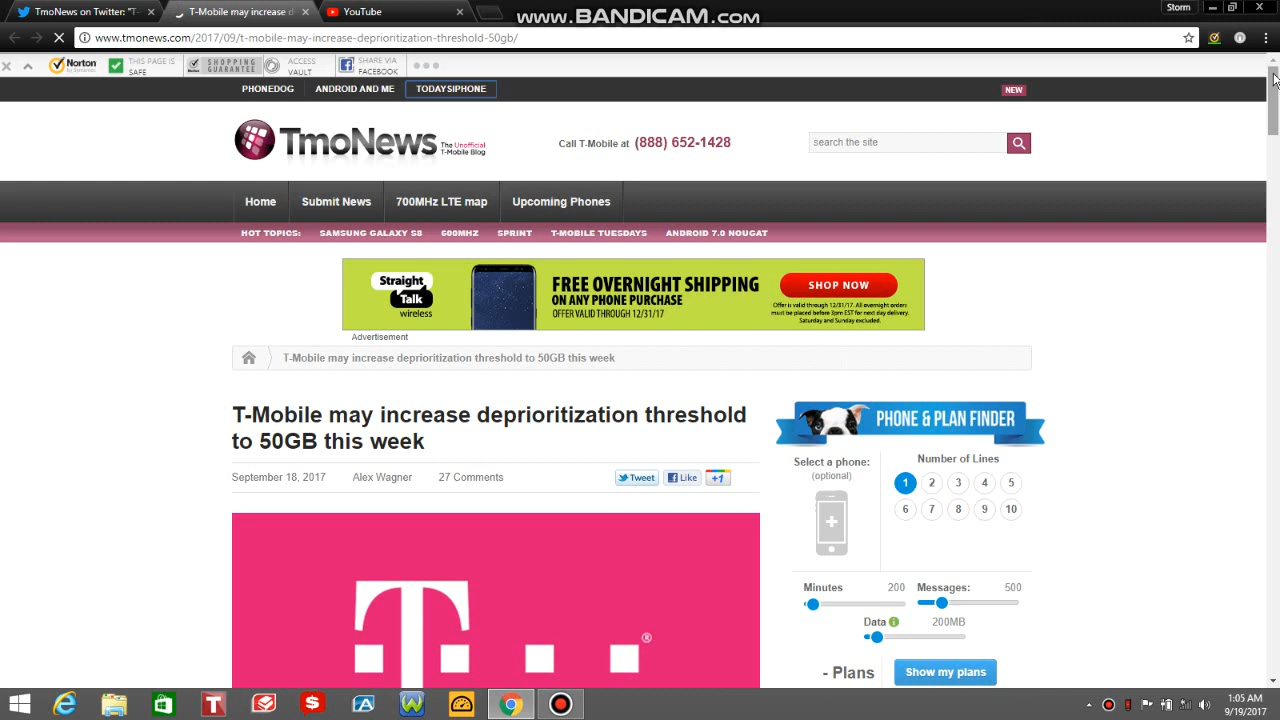 www.BANDICAM.com
Twitter on Twitter: "T-
T-Mobile may increase
YouTube
Storm
www.tmonews.com/2017/09/t-mobile-may-increase-deprioritization-threshold-50gb/
Norton
by Symantec
THIS PAGE IS
SAFE
SHOPPING
GUARANTEE
ACCESS
VAULT
SHARE VIA
FACEBOOK
PHONEDOG
ANDROID AND ME
TODAYSIPHONE
NEW
TmoNews
The Unofficial
T-Mobile Blog
Call T-Mobile at (888) 652-1428
search the site
Home
Submit News
700MHz LTE map
Upcoming Phones
HOT TOPICS: SAMSUNG GALAXY S8 600MHZ SPRINT T-MOBILE TUESDAYS ANDROID 7.0 NOUGAT
Straight
Talk
wireless
FREE OVERNIGHT SHIPPING
ON ANY PHONE PURCHASE
OFFER VALID THROUGH 12/31/17
SHOP NOW
Offer is valid through 12/31/17. All overnight orders
must be placed before 3pm EST for next day delivery.
Saturday and Sunday excluded.
Advertisement
T-Mobile may increase deprioritization threshold to 50GB this week
T-Mobile may increase deprioritization threshold
to 50GB this week
September 18, 2017 Alex Wagner 27 Comments
Tweet
Like
+1
T
®
PHONE & PLAN FINDER
Select a phone:
(optional)
Number of Lines
1 2 3 4 5
6 7 8 9 10
Minutes 200
Messages: 500
Data 200MB
- Plans
Show my plans
1:05 AM
9/19/2017